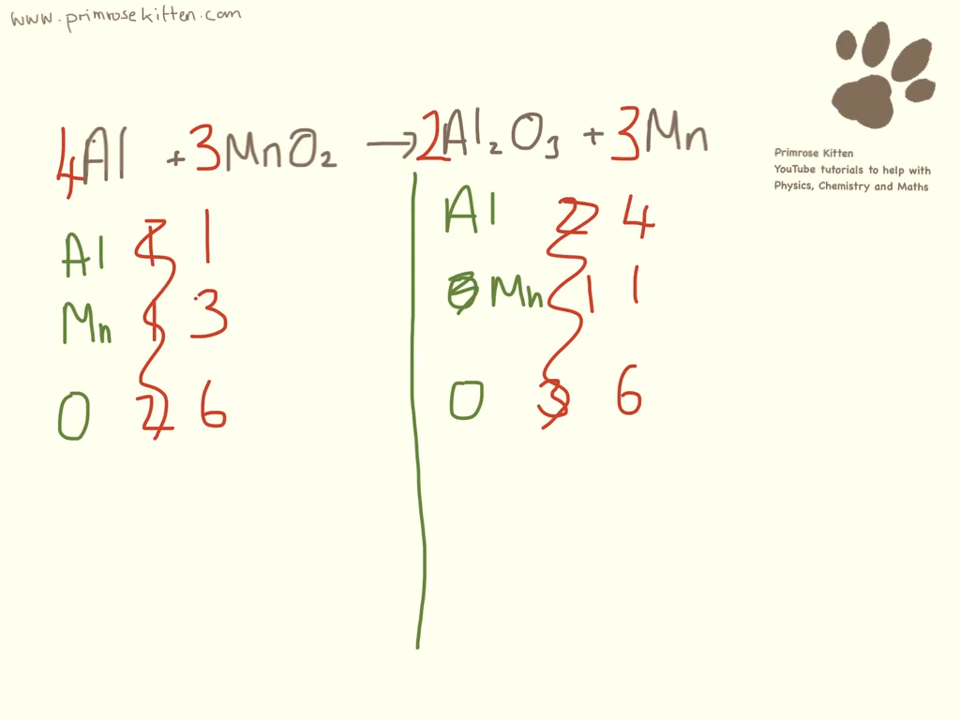 www.primrosekitten.com
4Al + 3MnO₂ → 2Al₂O₃ + 3Mn
Primrose Kitten
YouTube tutorials to help with
Physics, Chemistry and Maths
Al 1 1
Mn 1 3
O 2 6
Al 2 4
Mn 1 1
O 3 6